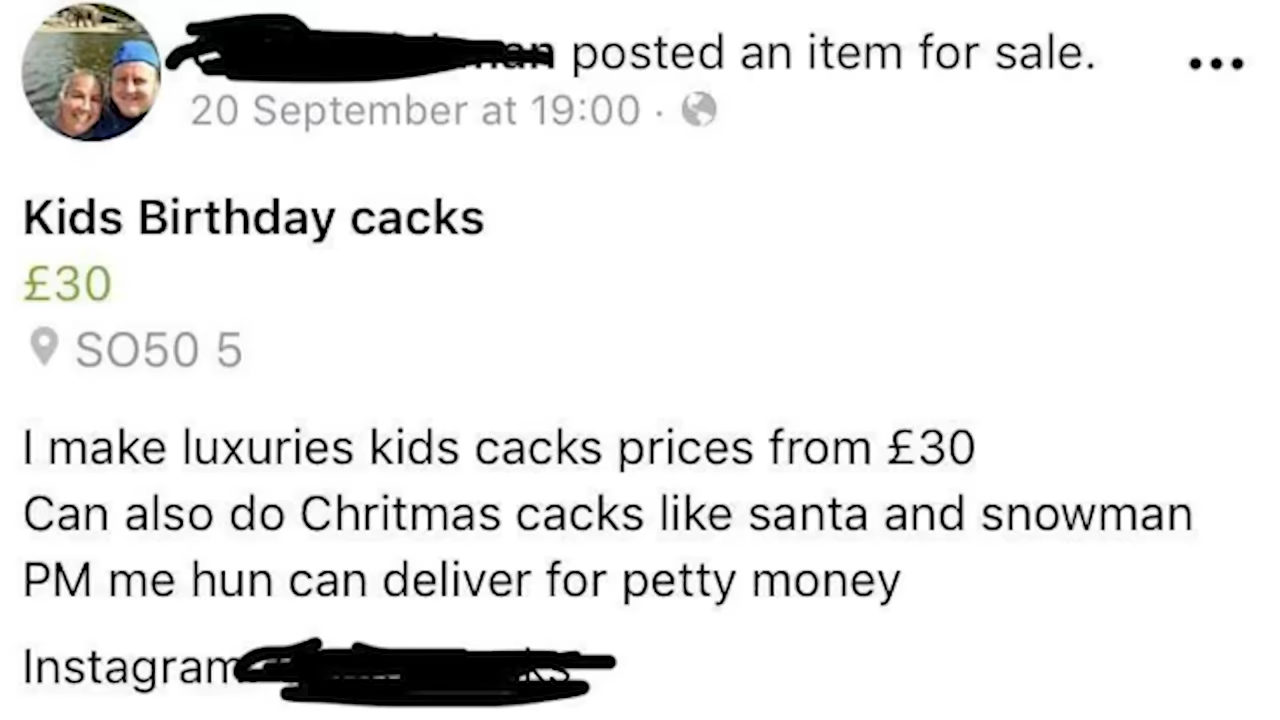 posted an item for sale.
20 September at 19:00 ·
Kids Birthday cacks
£30
SO50 5
I make luxuries kids cacks prices from £30
Can also do Chritmas cacks like santa and snowman
PM me hun can deliver for petty money
Instagram